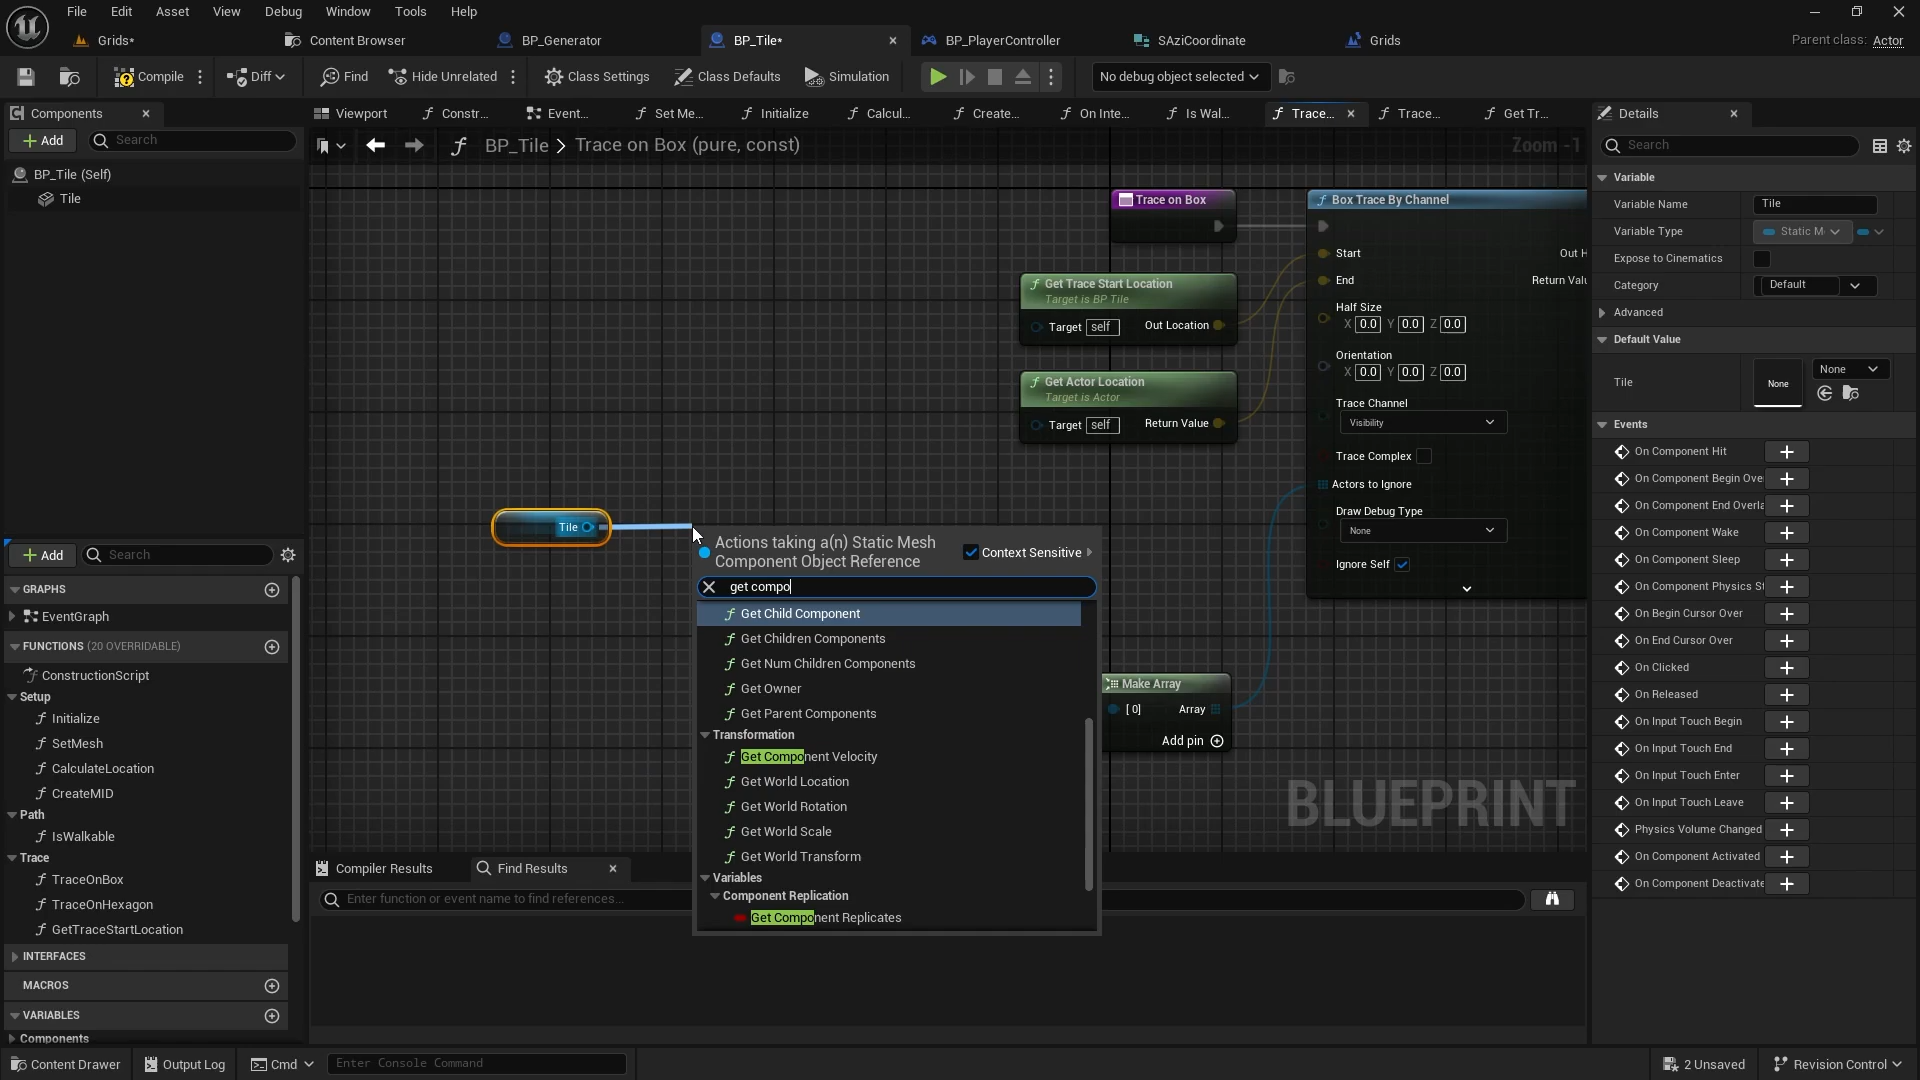 File Edit Asset View Debug Window Tools Help
Grids* Content Browser BP_Generator BP_Tile* BP_PlayerController SAziCoordinate Grids Parent class: Actor
Compile Diff Find Hide Unrelated Class Settings Class Defaults Simulation No debug object selected
Components Viewport Constr... Event... Set Me... Initialize Calcul... Create... On Inte... Is Wal... Trace... Trace... Get Tr... Details
Add Search BP_Tile > Trace on Box (pure, const) Zoom -1 Search
BP_Tile (Self)
Tile
Trace on Box
Get Trace Start Location
Target is BP Tile
Target self Out Location
Get Actor Location
Target is Actor
Target self Return Value
Box Trace By Channel
Start Out H
End Return Valu
Half Size
X 0.0 Y 0.0 Z 0.0
Orientation
X 0.0 Y 0.0 Z 0.0
Trace Channel
Visibility
Trace Complex
Actors to Ignore
Draw Debug Type
None
Ignore Self
Tile
Actions taking a(n) Static Mesh
Component Object Reference
Context Sensitive
get compo
Get Child Component
Get Children Components
Get Num Children Components
Get Owner
Get Parent Components
Transformation
Get Component Velocity
Get World Location
Get World Rotation
Get World Scale
Get World Transform
Variables
Component Replication
Get Component Replicates
Make Array
[0] Array
Add pin
BLUEPRINT
Add Search
GRAPHS
EventGraph
FUNCTIONS (20 OVERRIDABLE)
ConstructionScript
Setup
Initialize
SetMesh
CalculateLocation
CreateMID
Path
IsWalkable
Trace
TraceOnBox
TraceOnHexagon
GetTraceStartLocation
INTERFACES
MACROS
VARIABLES
Components
Compiler Results Find Results
Enter function or event name to find references...
Variable
Variable Name Tile
Variable Type Static M
Expose to Cinematics
Category Default
Advanced
Default Value
Tile None None
Events
On Component Hit
On Component Begin Ove
On Component End Overla
On Component Wake
On Component Sleep
On Component Physics St
On Begin Cursor Over
On End Cursor Over
On Clicked
On Released
On Input Touch Begin
On Input Touch End
On Input Touch Enter
On Input Touch Leave
Physics Volume Changed
On Component Activated
On Component Deactivate
Content Drawer Output Log Cmd Enter Console Command 2 Unsaved Revision Control